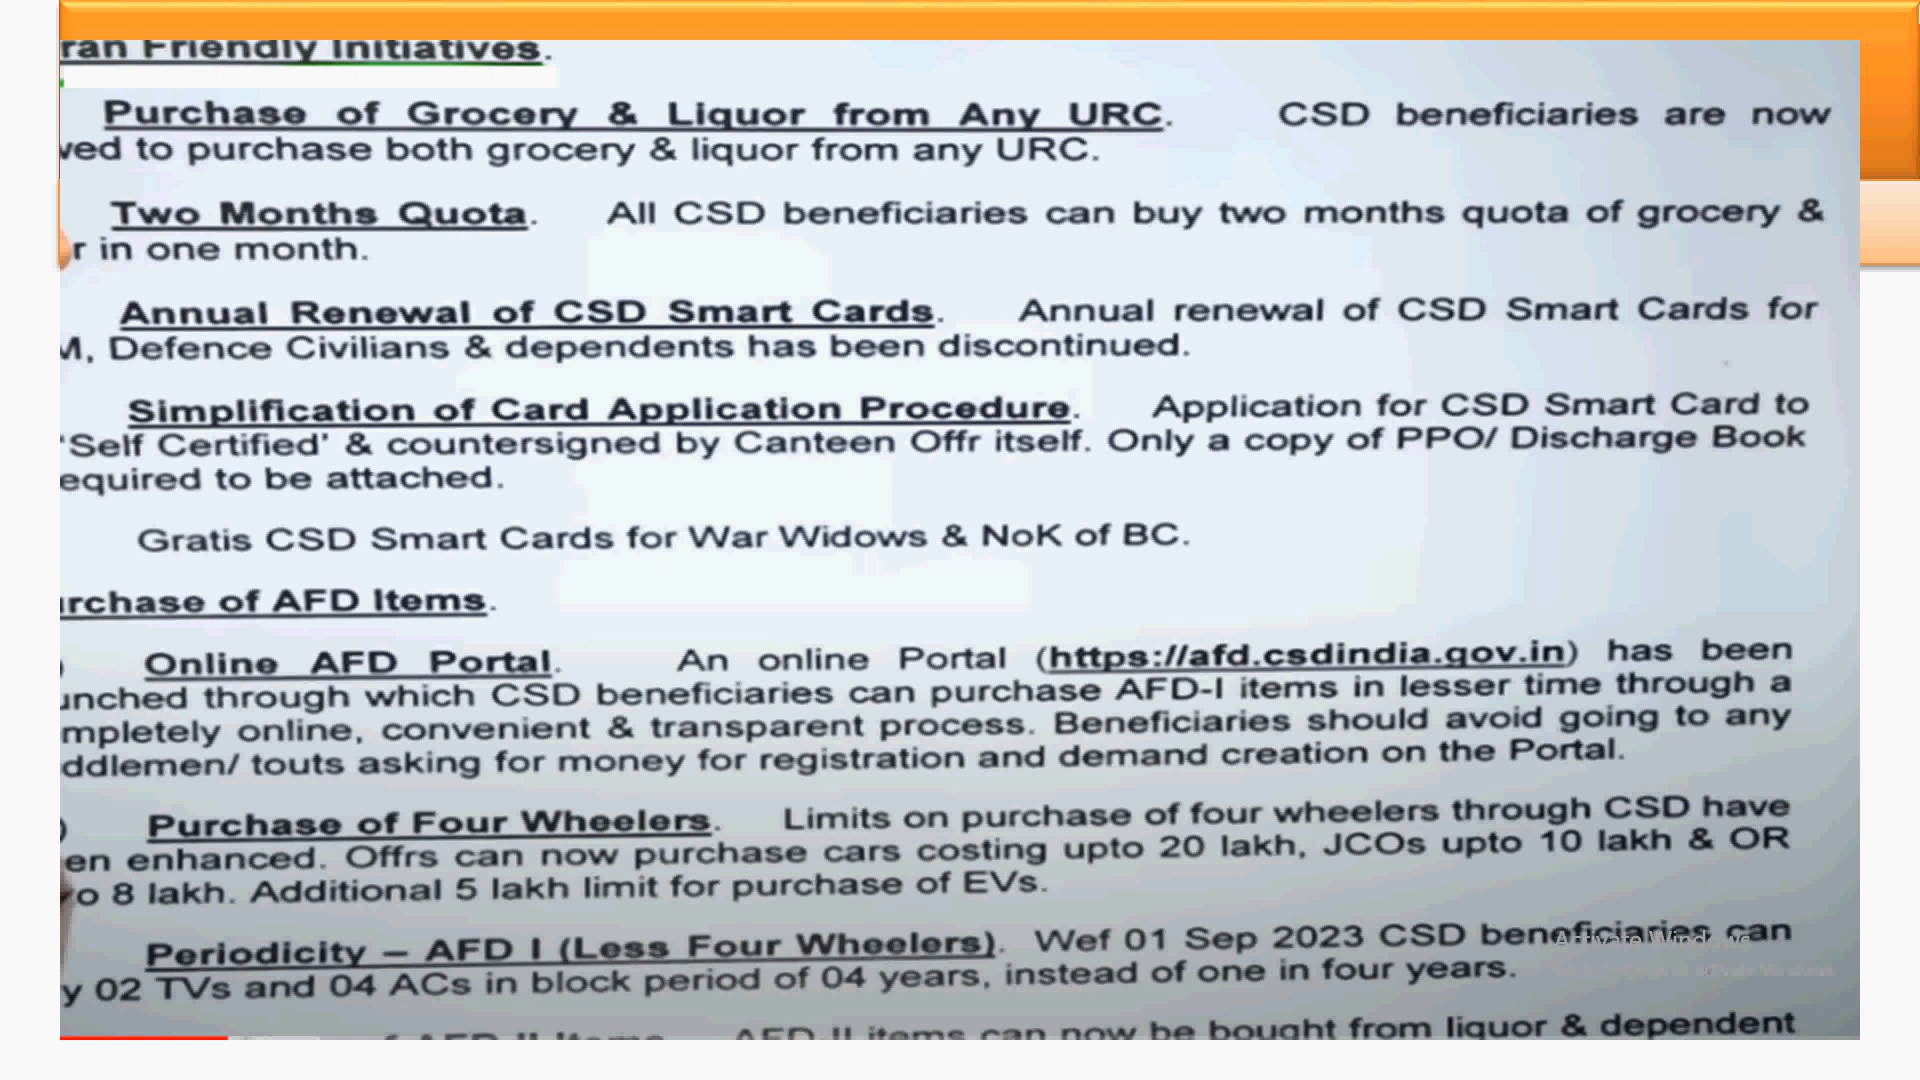 ran Friendly Initiatives.
Purchase of Grocery & Liquor from Any URC. CSD beneficiaries are now
ved to purchase both grocery & liquor from any URC.
Two Months Quota. All CSD beneficiaries can buy two months quota of grocery &
r in one month.
Annual Renewal of CSD Smart Cards. Annual renewal of CSD Smart Cards for
M, Defence Civilians & dependents has been discontinued.
Simplification of Card Application Procedure. Application for CSD Smart Card to
'Self Certified' & countersigned by Canteen Offr itself. Only a copy of PPO/ Discharge Book
equired to be attached.
Gratis CSD Smart Cards for War Widows & NoK of BC.
rchase of AFD Items.
) Online AFD Portal. An online Portal (https://afd.csdindia.gov.in) has been
unched through which CSD beneficiaries can purchase AFD-I items in lesser time through a
mpletely online, convenient & transparent process. Beneficiaries should avoid going to any
ddlemen/ touts asking for money for registration and demand creation on the Portal.
) Purchase of Four Wheelers. Limits on purchase of four wheelers through CSD have
en enhanced. Offrs can now purchase cars costing upto 20 lakh, JCOs upto 10 lakh & OR
o 8 lakh. Additional 5 lakh limit for purchase of EVs.
Periodicity – AFD I (Less Four Wheelers). Wef 01 Sep 2023 CSD beneficiaries can
y 02 TVs and 04 ACs in block period of 04 years, instead of one in four years.
of AFD-II Items. AFD-II items can now be bought from liquor & dependent
Activate Windows